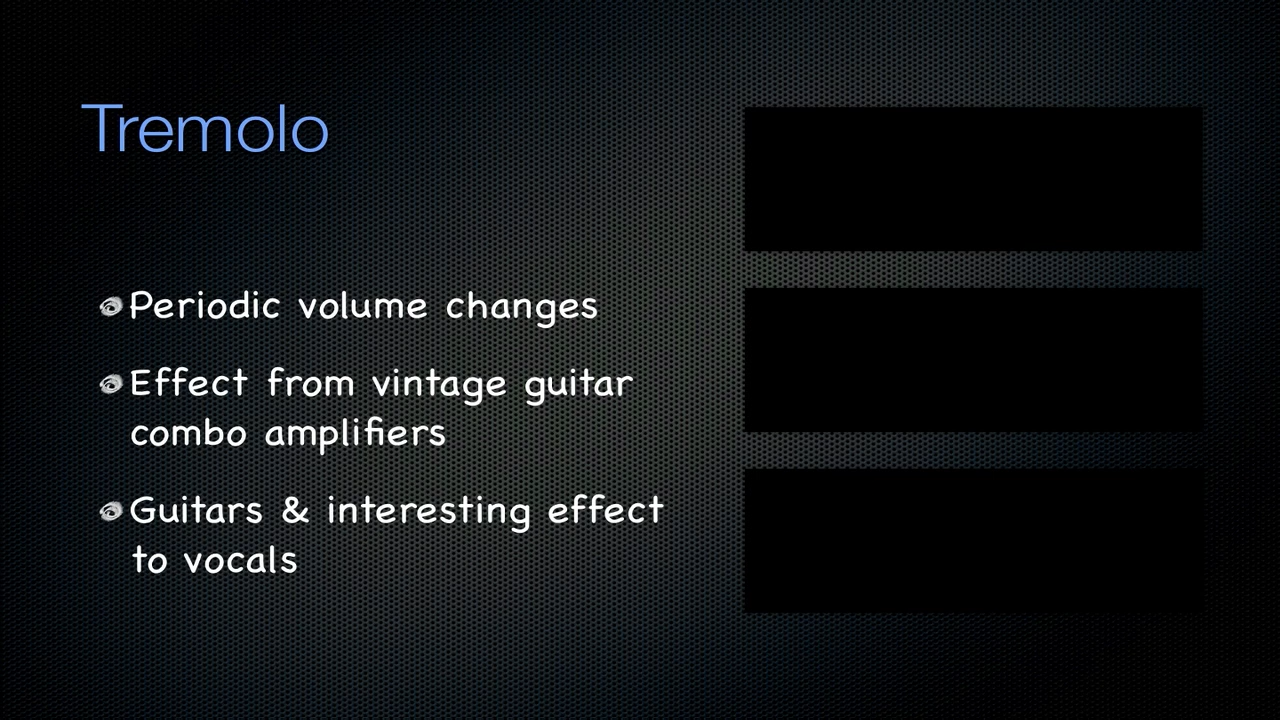 Tremolo
Periodic volume changes
Effect from vintage guitar
combo amplifiers
Guitars & interesting effect
to vocals